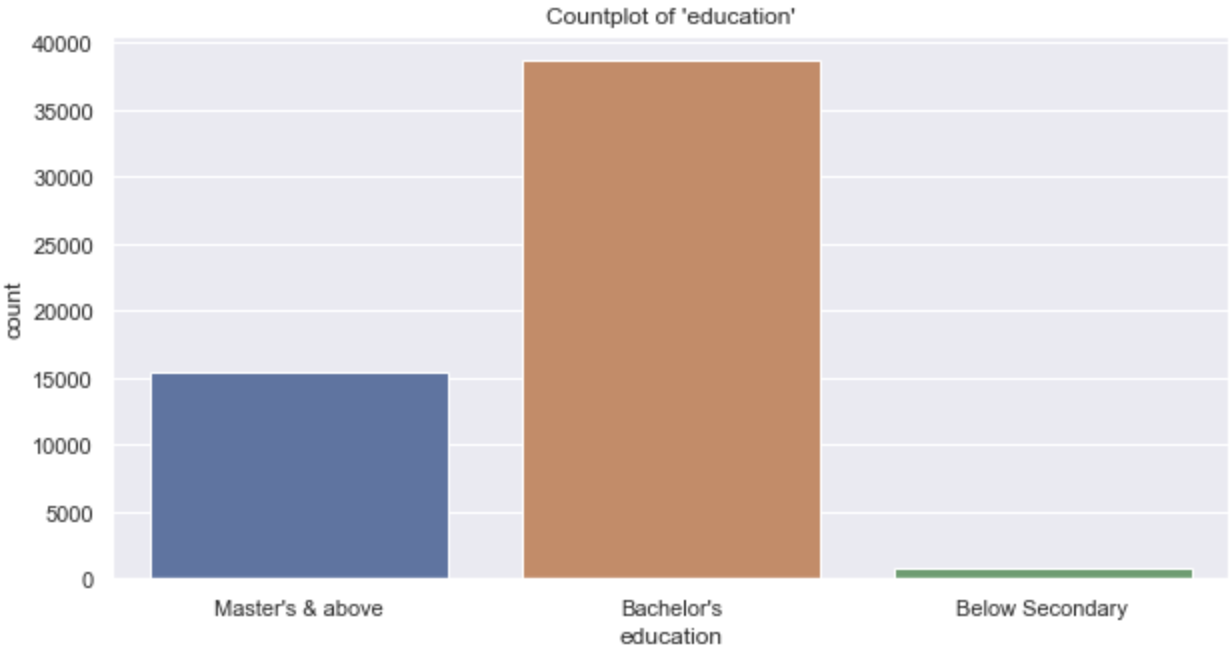 Countplot of 'education'
40000
35000
30000
25000
20000
15000
10000
5000
0
count
Master's & above
Bachelor's
Below Secondary
education